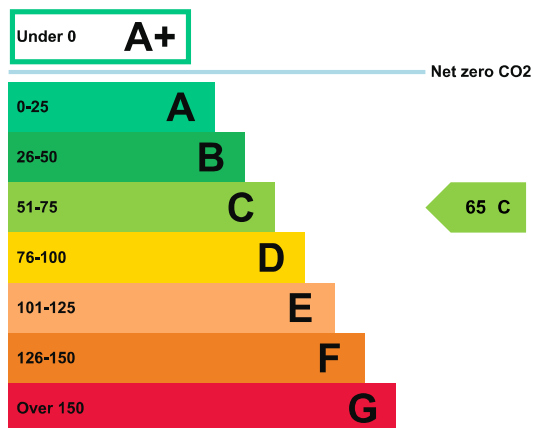 Under 0 A+
Net zero CO2
0-25 A
26-50 B
51-75 C
65 C
76-100 D
101-125 E
126-150 F
Over 150 G